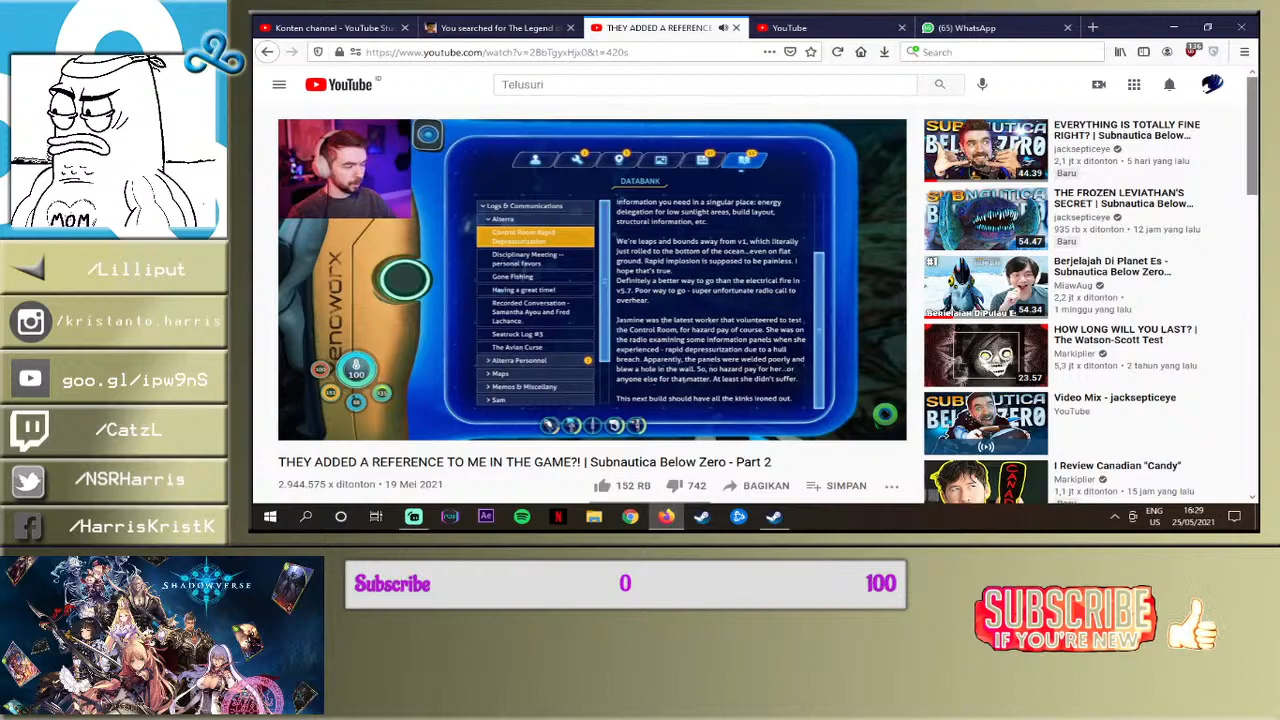 MOM
/Lilliput
/kristanto.harris
goo.gl/ipw9nS
/CatzL
/NSRHarris
/HarrisKristK
SHADOWVERSE
Konten channel - YouTube Stu
You searched for The Legend o
THEY ADDED A REFERENCE
YouTube
(65) WhatsApp
https://www.youtube.com/watch?v=28bTgyxHjx0&t=420s
Search
136
YouTube
ID
Telusuri
DATABANK
Logs & Communications
Alterra
Control Room Rapid
Depressurization
Disciplinary Meeting --
personal favors
Gone Fishing
Having a great time!
Recorded Conversation -
Samantha Ayou and Fred
Lachance.
Seatruck Log #3
The Avian Curse
Alterra Personnel
Maps
Memos & Miscellany
Sam
information you need in a singular place: energy
delegation for low sunlight areas, build layout,
structural information, etc.
We're leaps and bounds away from v1, which literally
just rolled to the bottom of the ocean...even on flat
ground. Rapid implosion is supposed to be painless. I
hope that's true.
Definitely a better way to go than the electrical fire in
v5.7. Poor way to go - super unfortunate radio call to
overhear.
Jasmine was the latest worker that volunteered to test
the Control Room, for hazard pay of course. She was on
the radio examining some information panels when she
experienced - rapid depressurization due to a hull
breach. Apparently, the panels were welded poorly and
blew a hole in the wall. So, no hazard pay for her...or
anyone else for that matter. At least she didn't suffer.
This next build should have all the kinks ironed out.
XENOWORX
100
100
THEY ADDED A REFERENCE TO ME IN THE GAME?! | Subnautica Below Zero - Part 2
2.944.575 x ditonton • 19 Mei 2021
152 RB
742
BAGIKAN
SIMPAN
44.39
EVERYTHING IS TOTALLY FINE
RIGHT? | Subnautica Below...
jacksepticeye
2,1 jt x ditonton • 5 hari yang lalu
Baru
54.47
THE FROZEN LEVIATHAN'S
SECRET | Subnautica Below...
jacksepticeye
935 rb x ditonton • 12 jam yang lalu
Baru
#1
54.34
Berjelajah Di Planet Es -
Subnautica Below Zero...
MiawAug
2,2 jt x ditonton •
1 minggu yang lalu
23.57
HOW LONG WILL YOU LAST? |
The Watson-Scott Test
Markiplier
5,3 jt x ditonton • 2 tahun yang lalu
Video Mix - jacksepticeye
YouTube
I Review Canadian "Candy"
Markiplier
1,1 jt x ditonton • 15 jam yang lalu
Ae
N
ENG
US
16:29
25/05/2021
Subscribe
0
100
SUBSCRIBE
IF YOU'RE NEW